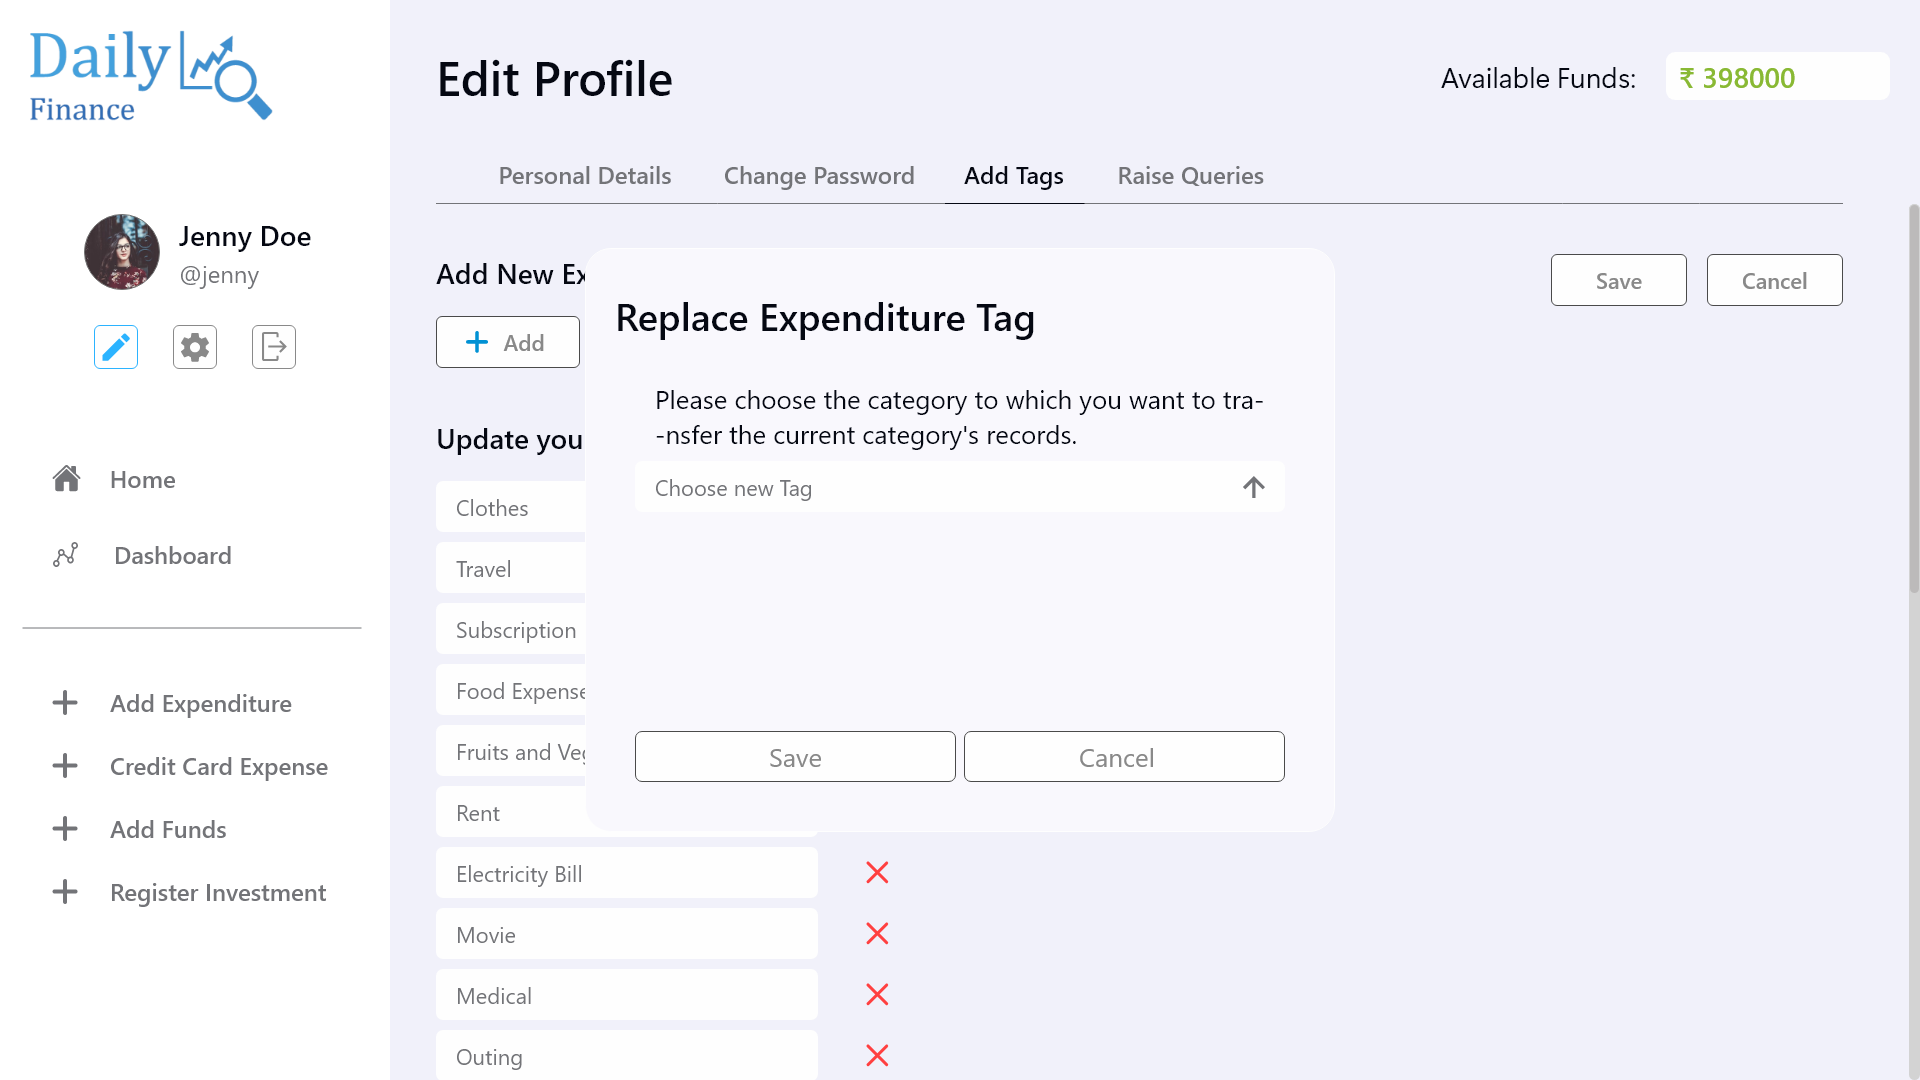 Daily
Finance
Edit Profile
Available Funds:
₹ 398000
Personal Details
Change Password
Add Tags
Raise Queries
Jenny Doe
@jenny
Add New Ex
Save
Cancel
Add
Replace Expenditure Tag
Please choose the category to which you want to tra-
-nsfer the current category's records.
Choose new Tag
Save
Cancel
Update you
Clothes
Travel
Subscription
Food Expense
Fruits and Veg
Rent
Electricity Bill
Movie
Medical
Outing
Home
Dashboard
Add Expenditure
Credit Card Expense
Add Funds
Register Investment